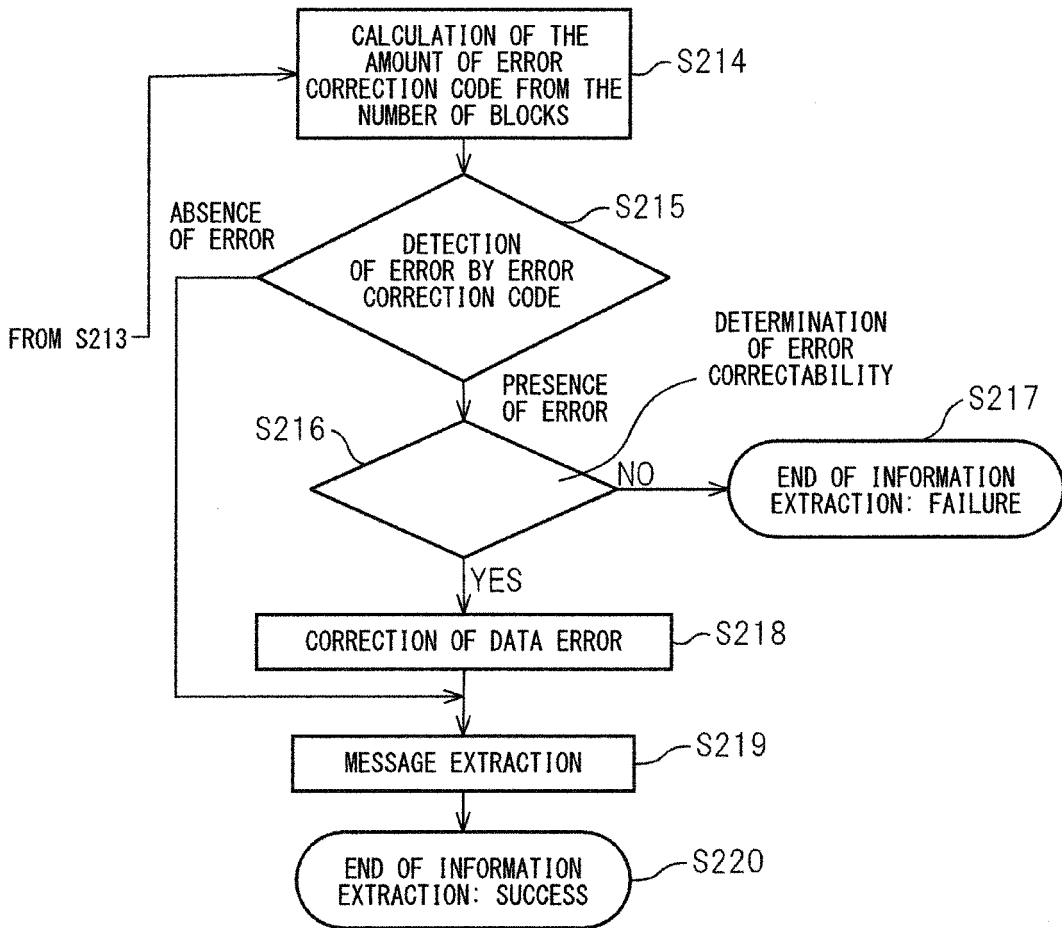 CALCULATION OF THE
AMOUNT OF ERROR
CORRECTION CODE FROM THE
NUMBER OF BLOCKS
S214
S215
ABSENCE
OF ERROR
DETECTION
OF ERROR BY ERROR
CORRECTION CODE
FROM S213
DETERMINATION
OF ERROR
CORRECTABILITY
PRESENCE
OF ERROR
S216
S217
NO
END OF INFORMATION
EXTRACTION: FAILURE
YES
CORRECTION OF DATA ERROR
S218
MESSAGE EXTRACTION
S219
END OF INFORMATION
EXTRACTION: SUCCESS
S220